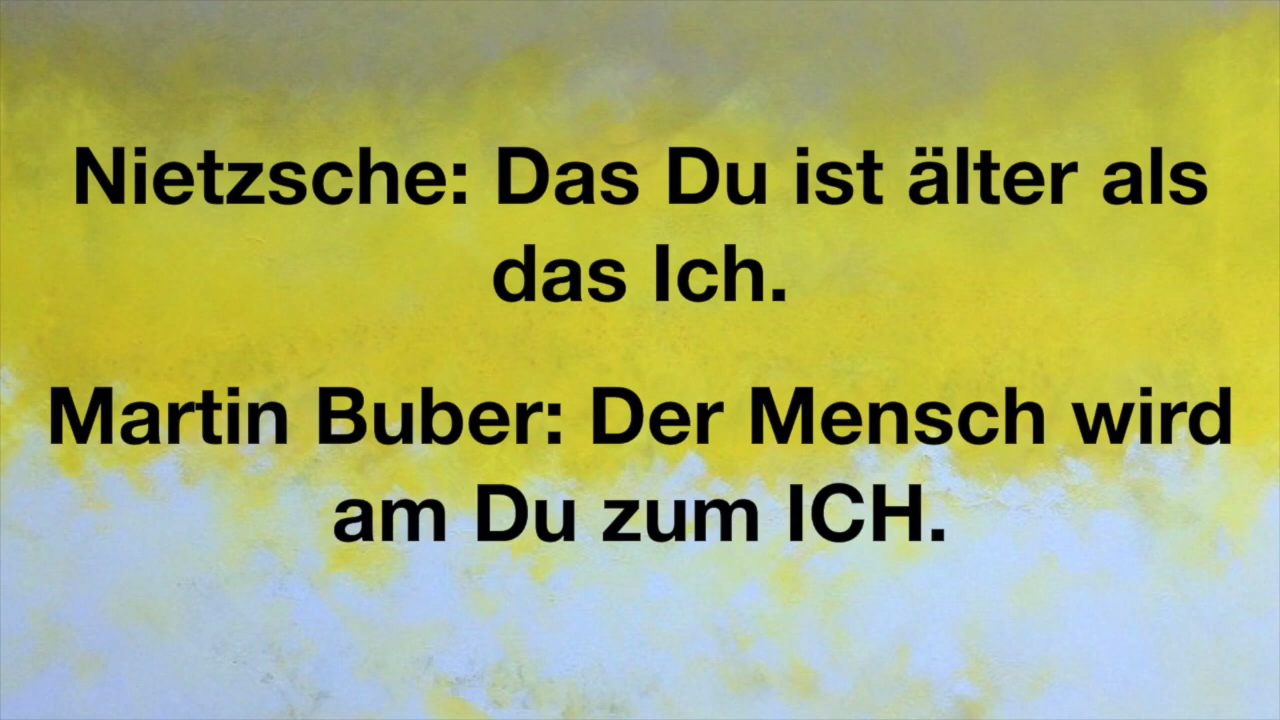 Nietzsche: Das Du ist älter als
das Ich.
Martin Buber: Der Mensch wird
am Du zum ICH.